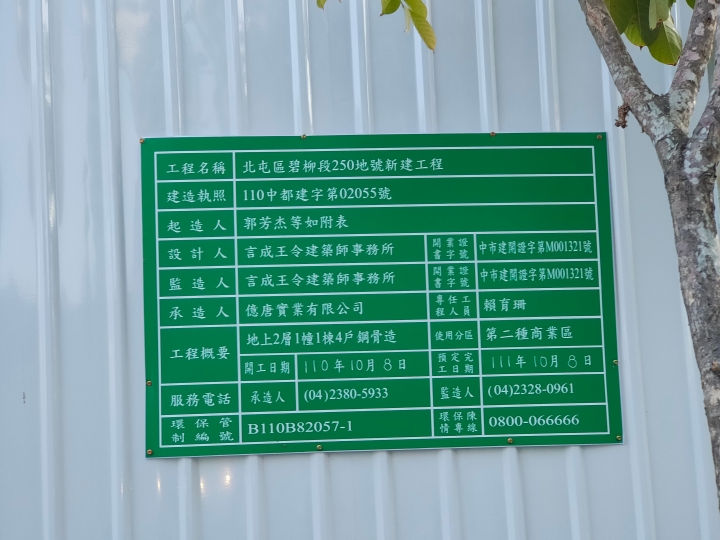 工程名稱 北屯區碧柳段250地號新建工程
建造執照 110中都建字第02055號
起造人 郭芳杰等如附表
設計人 言成王令建築師事務所 開業證書字號 中市建開證字第M001321號
監造人 言成王令建築師事務所 開業證書字號 中市建開證字第M001321號
承造人 億唐實業有限公司 專任工程人員 賴育珊
工程概要 地上2層1幢1棟4戶鋼骨造 使用分區 第二種商業區
開工日期 110年10月8日 預定完工日期 111年10月8日
服務電話 承造人 (04)2380-5933 監造人 (04)2328-0961
環保管制編號 B110B82057-1 環保陳情專線 0800-066666